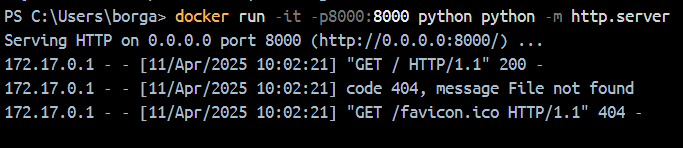 PS C:\Users\borga> docker run -it -p8000:8000 python python -m http.server
Serving HTTP on 0.0.0.0 port 8000 (http://0.0.0.0:8000/) ...
172.17.0.1 - - [11/Apr/2025 10:02:21] "GET / HTTP/1.1" 200 -
172.17.0.1 - - [11/Apr/2025 10:02:21] code 404, message File not found
172.17.0.1 - - [11/Apr/2025 10:02:21] "GET /favicon.ico HTTP/1.1" 404 -